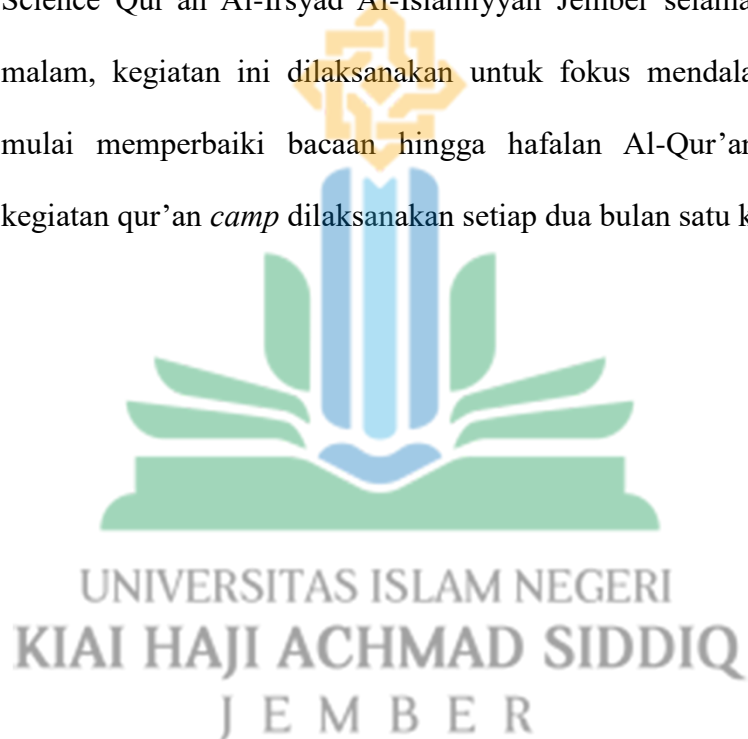 Science Qur'an Al-Irsyad Al-Islamiyyah Jember selama
malam, kegiatan ini dilaksanakan untuk fokus mendala
mulai memperbaiki bacaan hingga hafalan Al-Qur'an
kegiatan qur'an camp dilaksanakan setiap dua bulan satu k
UNIVERSITAS ISLAM NEGERI
KIAI HAJI ACHMAD SIDDIQ
JEMBER